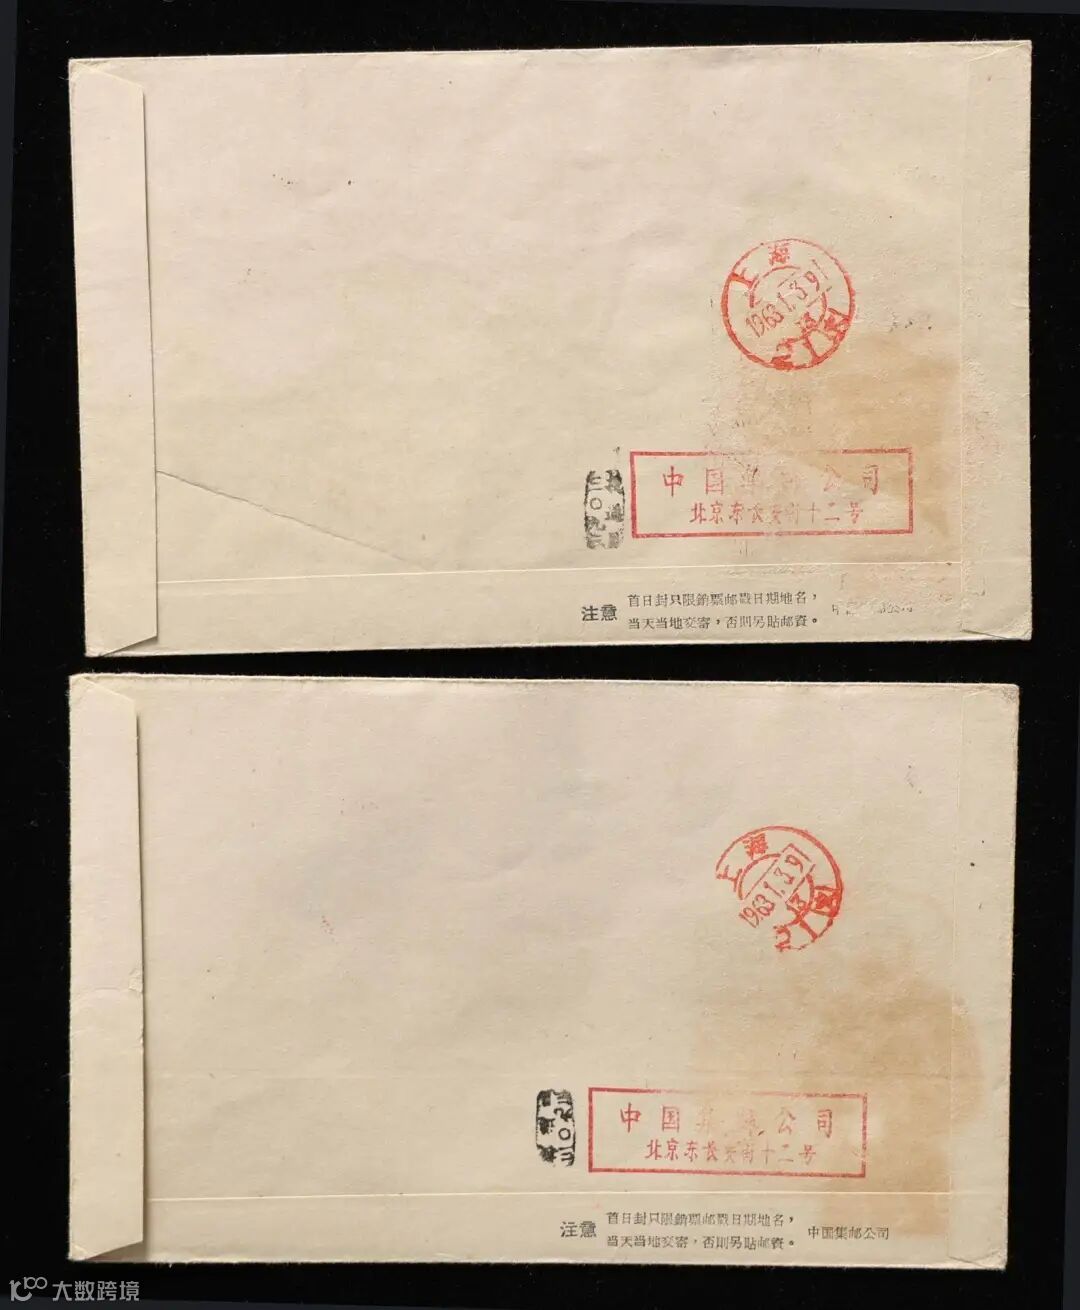 上海
1963.1.3.9
13
中国集邮公司
北京东长安街十二号
注意
首日封只限銷票邮戳日期地名，
当天当地交寄，否則另貼邮資。
上海
1963.1.3.9
13
中国集邮公司
北京东长安街十二号
注意
首日封只限銷票邮戳日期地名，
当天当地交寄，否則另貼邮資。
中国集邮公司
大数跨境